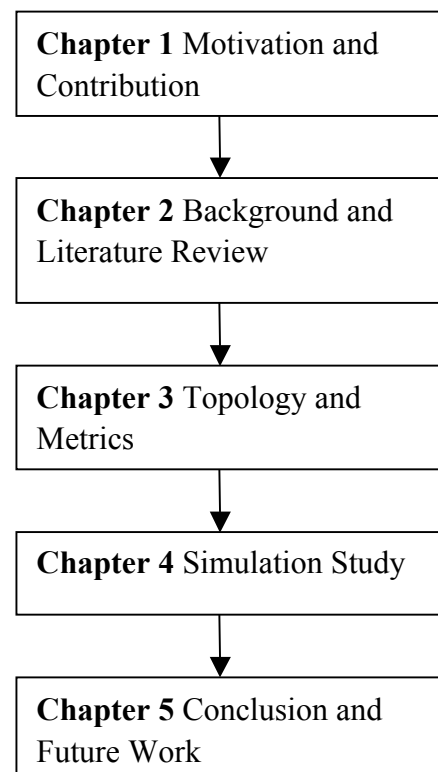 Chapter 1 Motivation and
Contribution
Chapter 2 Background and
Literature Review
Chapter 3 Topology and
Metrics
Chapter 4 Simulation Study
Chapter 5 Conclusion and
Future Work